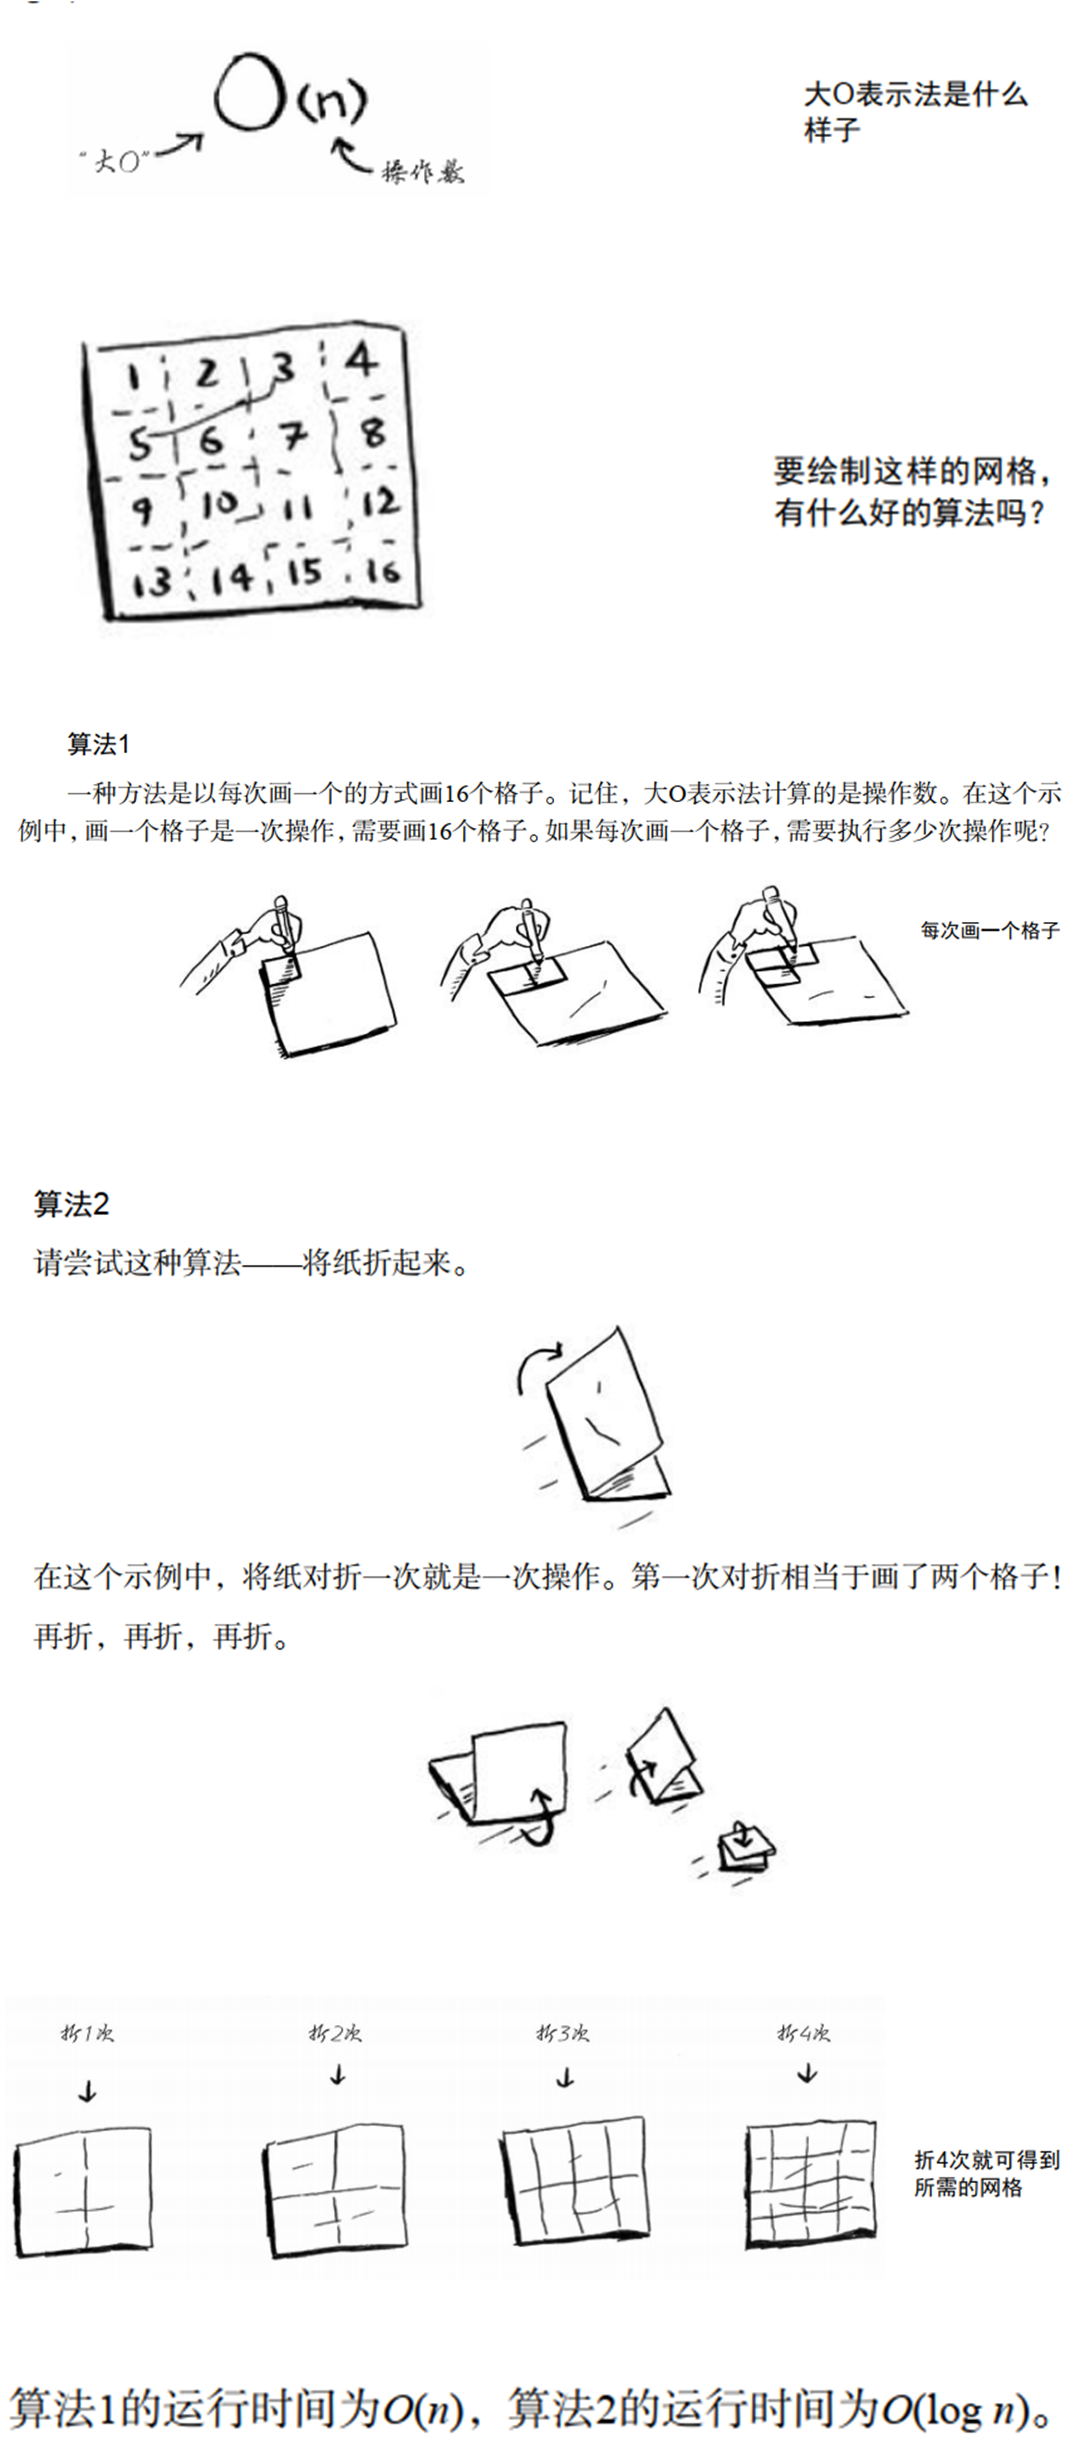 O(n)
大O表示法是什么
样子
“大O”
操作数
1 2 3 4
5 6 7 8
9 10 11 12
13 14 15 16
要绘制这样的网格，
有什么好的算法吗？
算法1
一种方法是以每次画一个的方式画16个格子。记住，大O表示法计算的是操作数。在这个示
例中，画一个格子是一次操作，需要画16个格子。如果每次画一个格子，需要执行多少次操作呢？
每次画一个格子
算法2
请尝试这种算法——将纸折起来。
在这个示例中，将纸对折一次就是一次操作。第一次对折相当于画了两个格子！
再折，再折，再折。
折1次 折2次 折3次 折4次
折4次就可得到
所需的网格
算法1的运行时间为O(n)，算法2的运行时间为O(log n)。